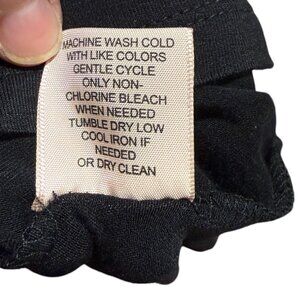 MACHINE WASH COLD
WITH LIKE COLORS
GENTLE CYCLE
ONLY NON-
CHLORINE BLEACH
WHEN NEEDED
TUMBLE DRY LOW
COOL IRON IF
NEEDED
OR DRY CLEAN